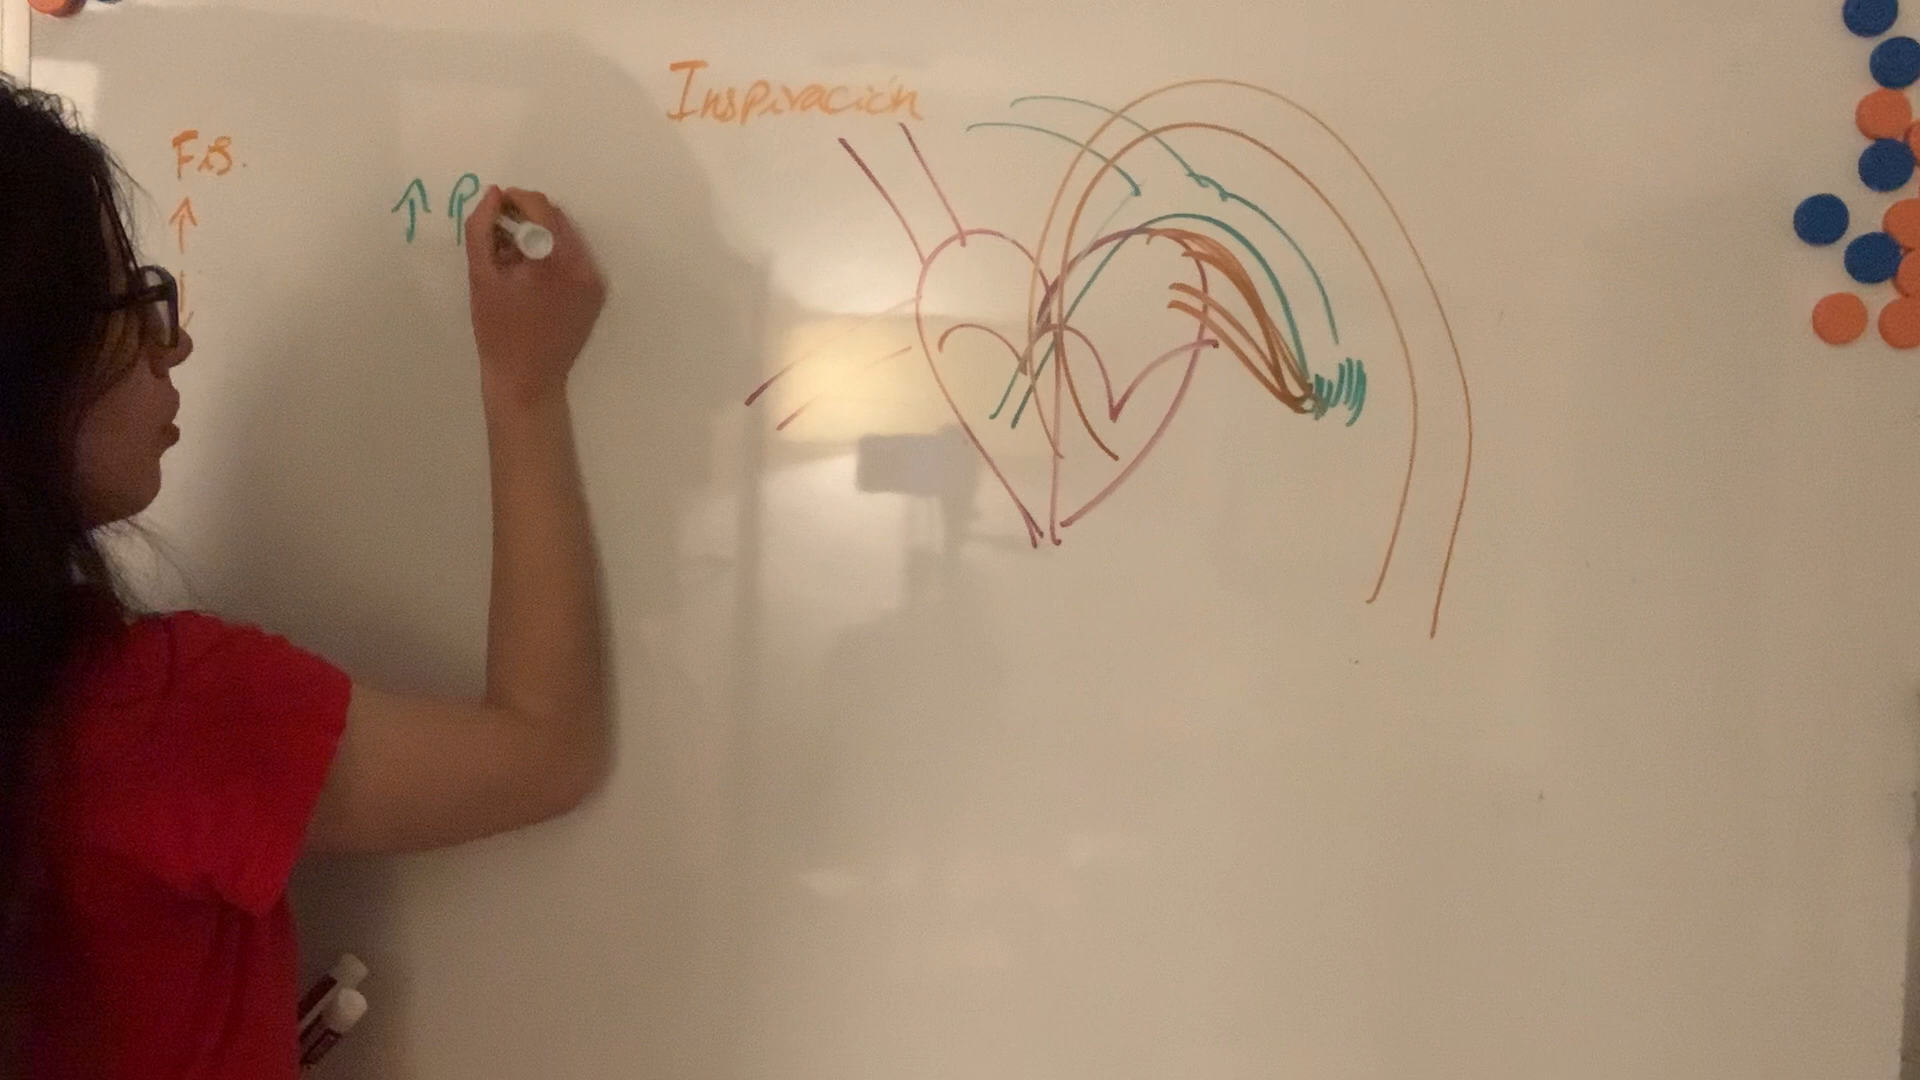 Inspiración
Fis.
↑
↑ P